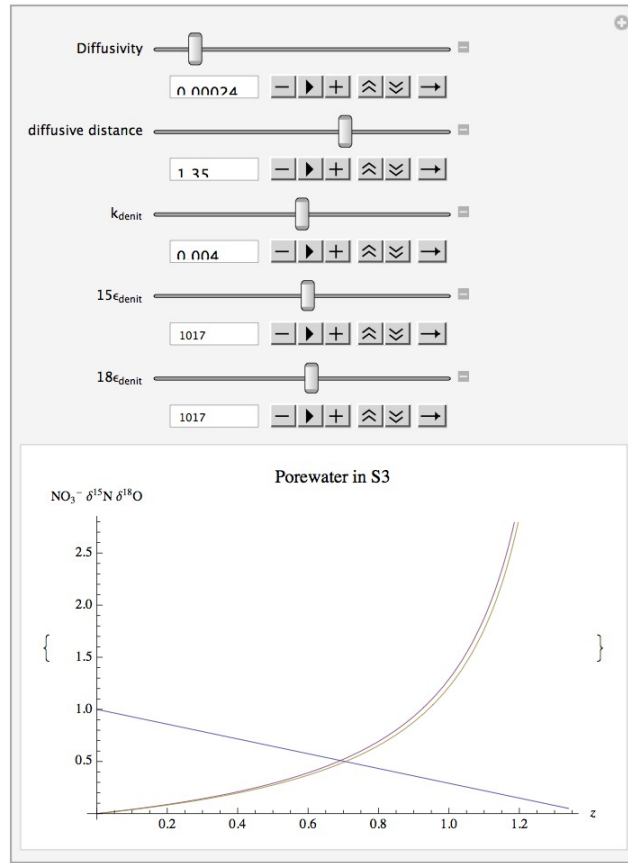 Diffusivity
0.00024
diffusive distance
1.35
kdenit
0.004
15ϵdenit
1017
18ϵdenit
1017
Porewater in S3
NO₃⁻ δ¹⁵N δ¹⁸O
2.5
2.0
1.5
{ }
1.0
0.5
0.2 0.4 0.6 0.8 1.0 1.2 z